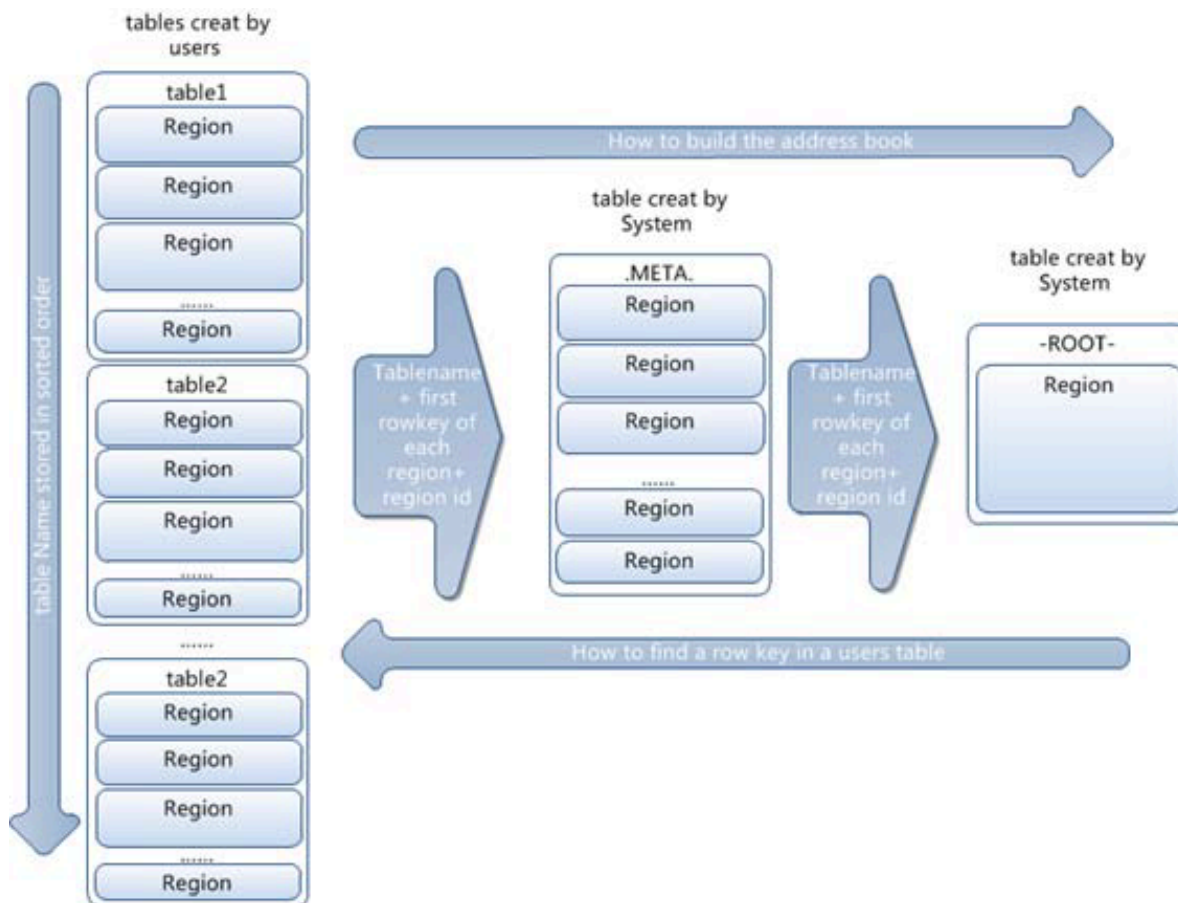 tables creat by
users
table Name stored in sorted order
table1
Region
Region
Region
......
Region
table2
Region
Region
Region
......
Region
......
table2
Region
Region
Region
......
Region
How to build the address book
Tablename
+ first
rowkey of
each
region+
region id
table creat by
System
.META.
Region
Region
Region
......
Region
Region
Tablename
+ first
rowkey of
each
region+
region id
table creat by
System
-ROOT-
Region
How to find a row key in a users table